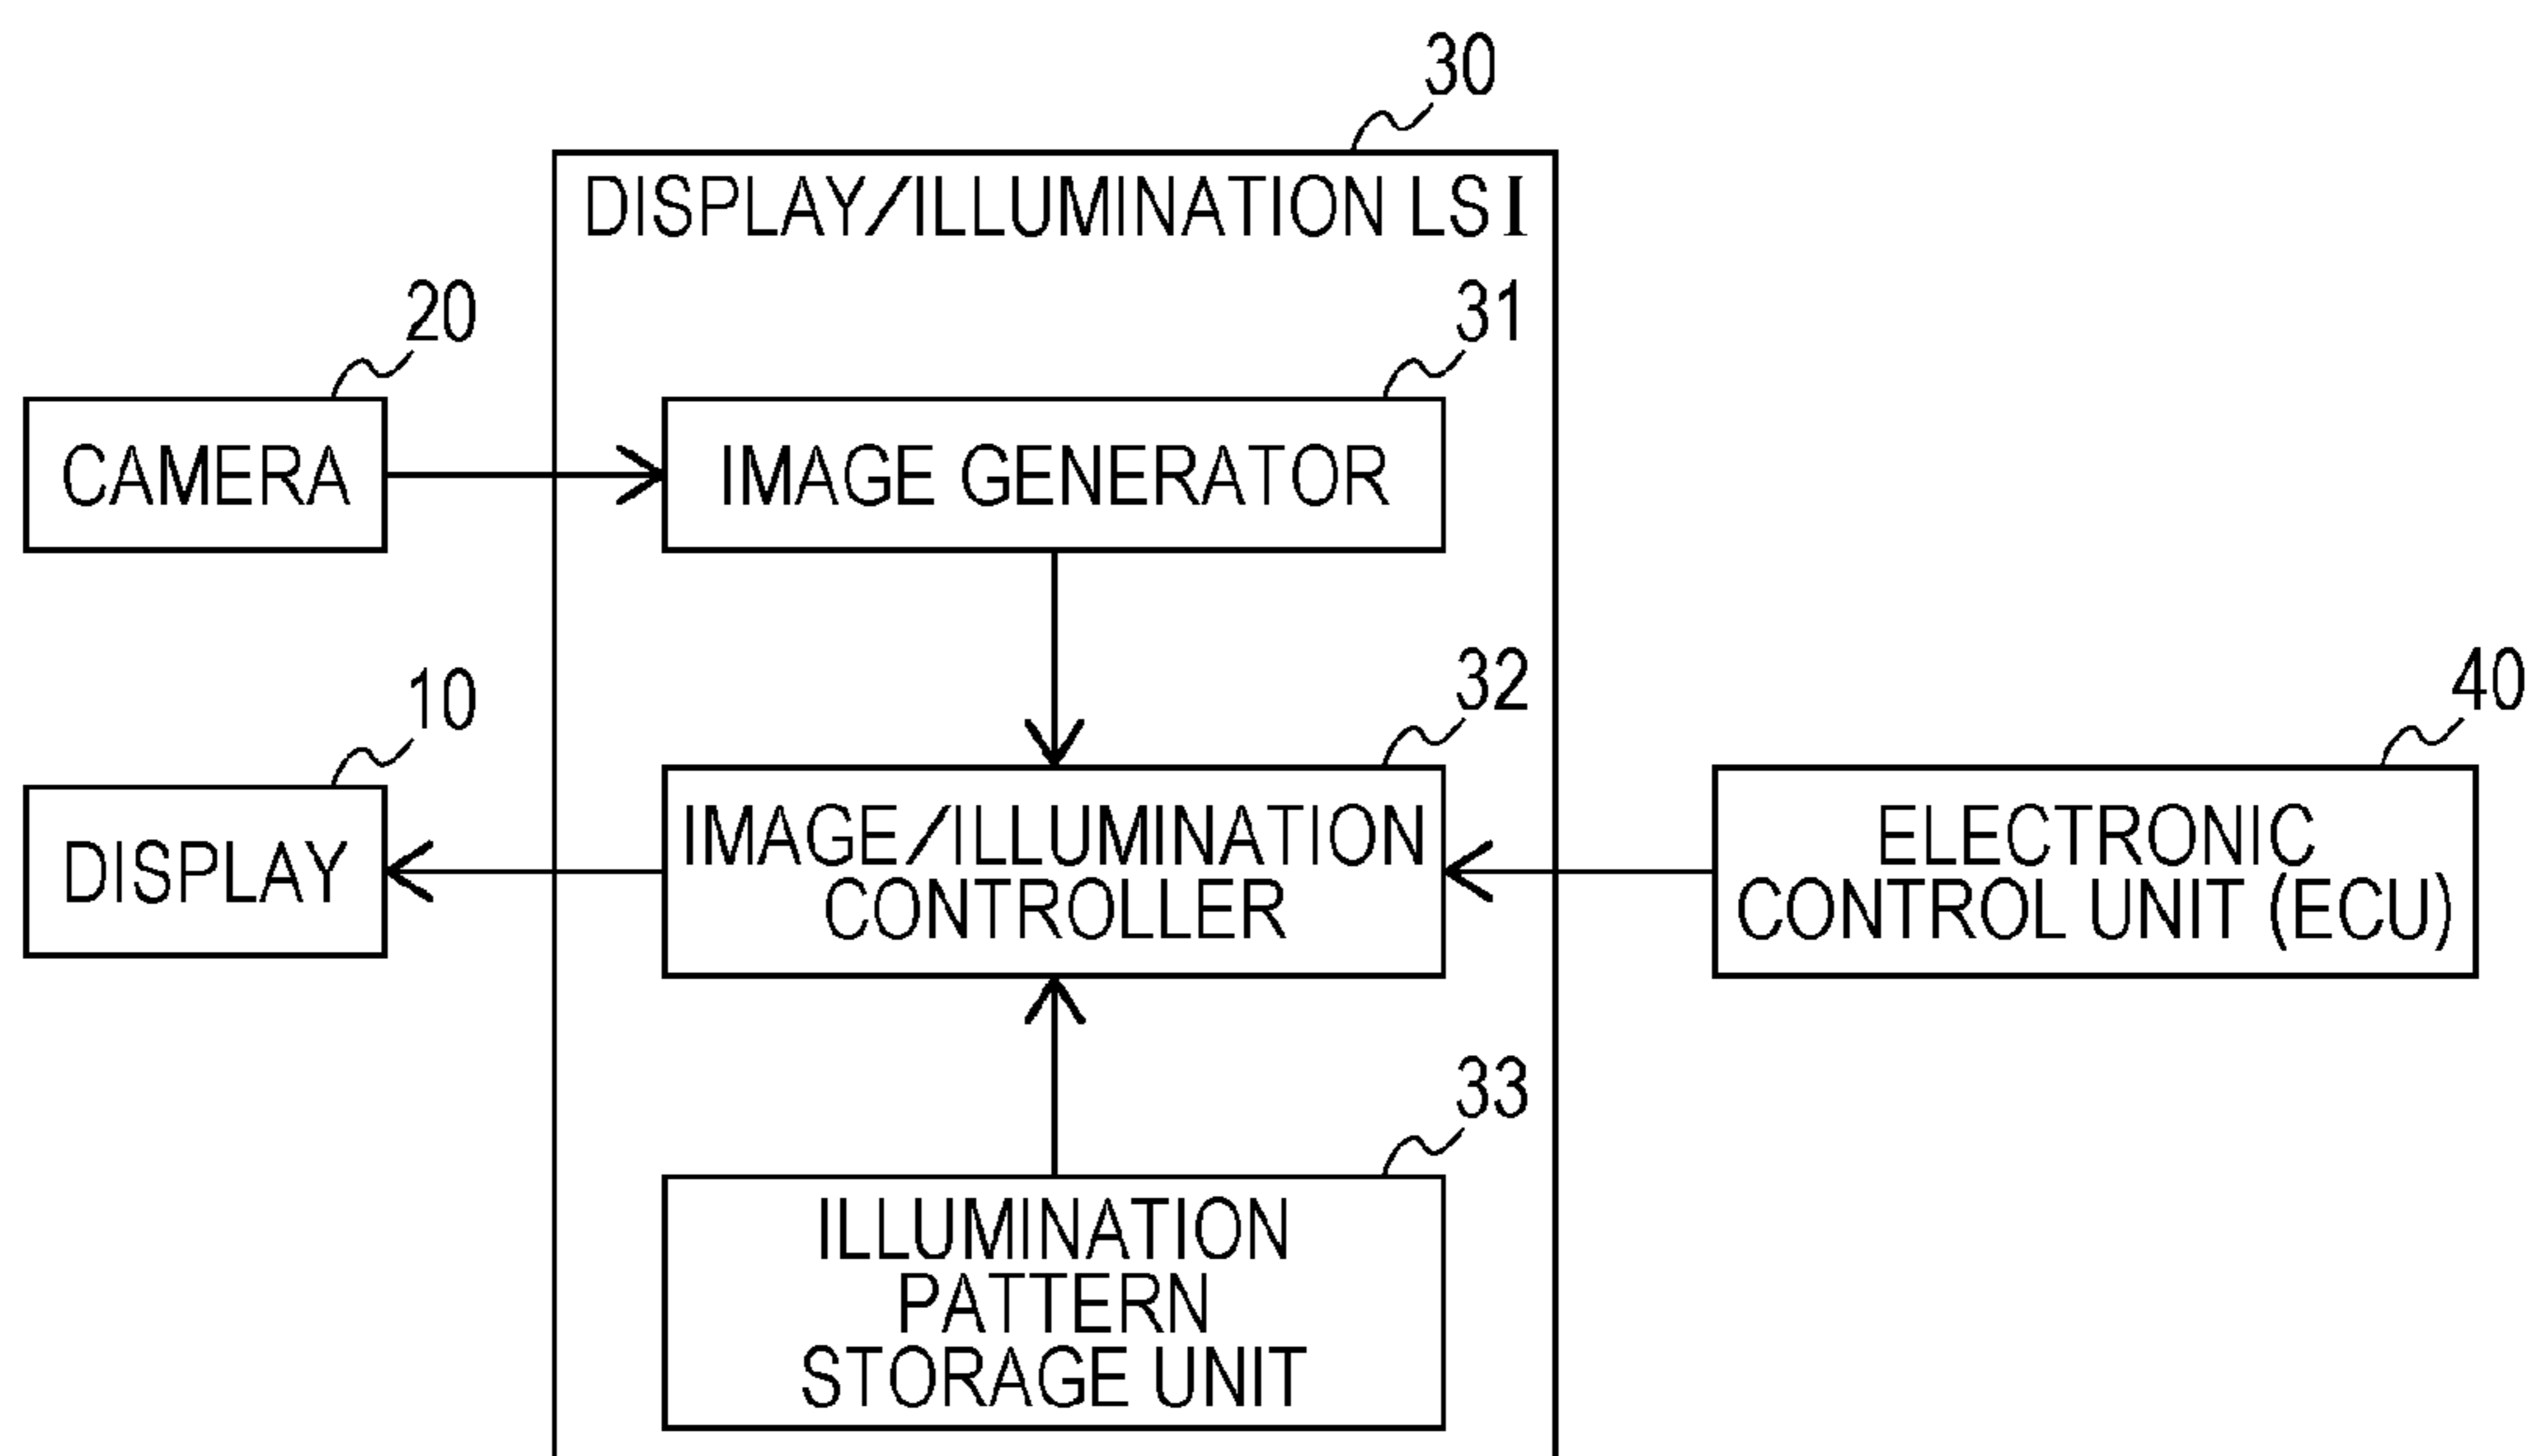 30
DISPLAY/ILLUMINATION LSI
20
31
CAMERA
IMAGE GENERATOR
10
32
40
DISPLAY
IMAGE/ILLUMINATION
CONTROLLER
ELECTRONIC
CONTROL UNIT (ECU)
33
ILLUMINATION
PATTERN
STORAGE UNIT